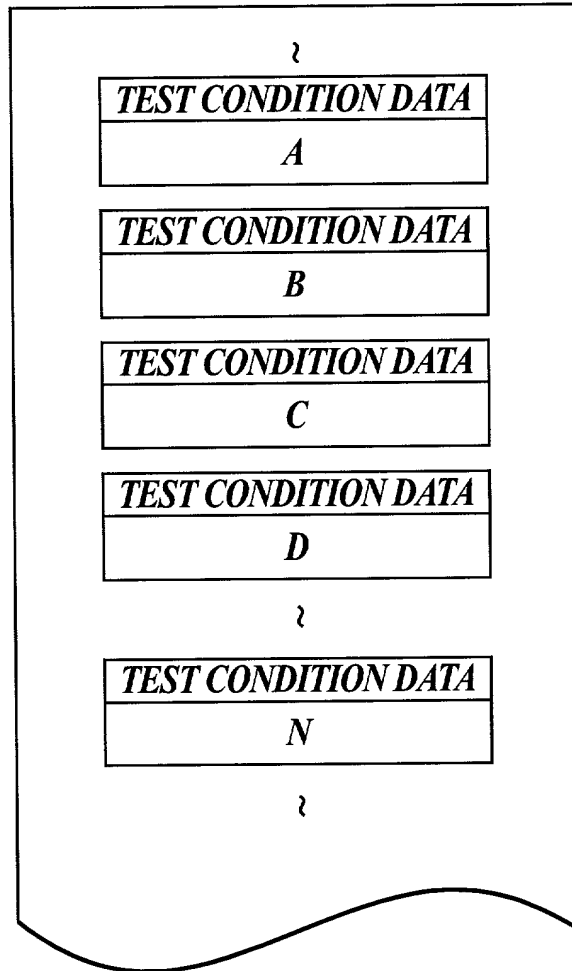 ~
TEST CONDITION DATA
A
TEST CONDITION DATA
B
TEST CONDITION DATA
C
TEST CONDITION DATA
D
~
TEST CONDITION DATA
N
~